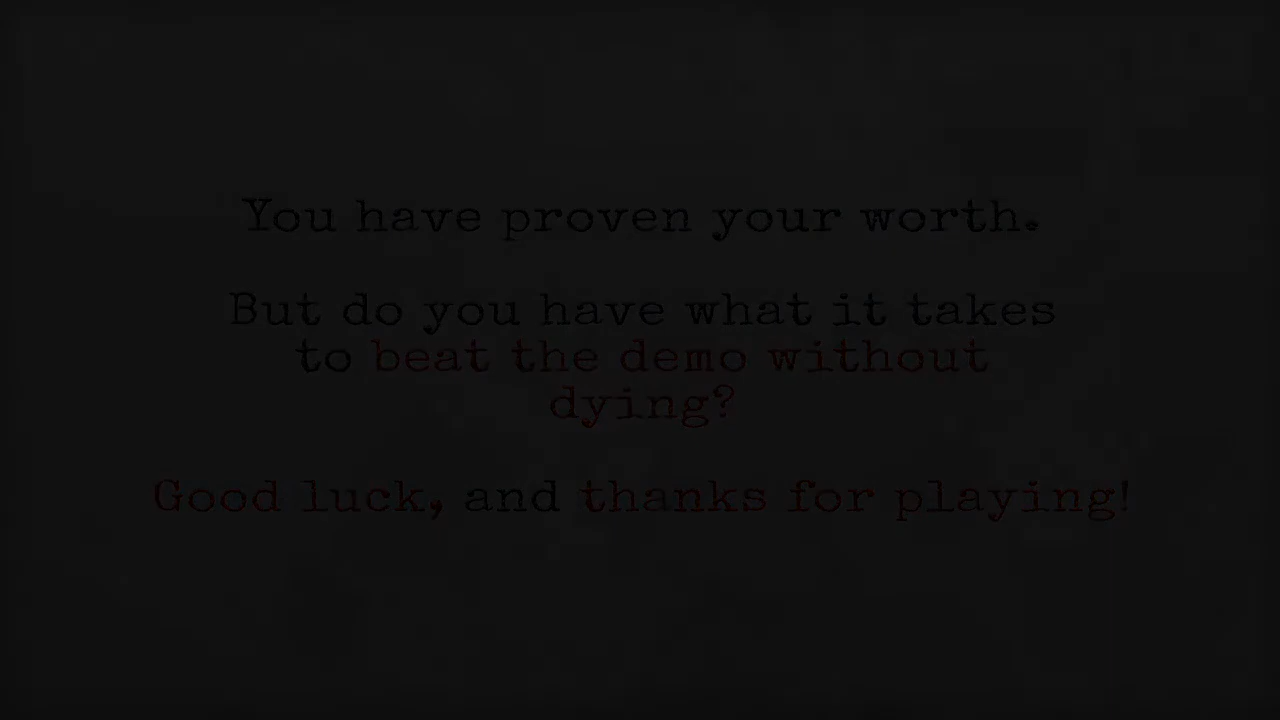 You have proven your worth.
But do you have what it takes
to beat the demo without
dying?
Good luck, and thanks for playing!